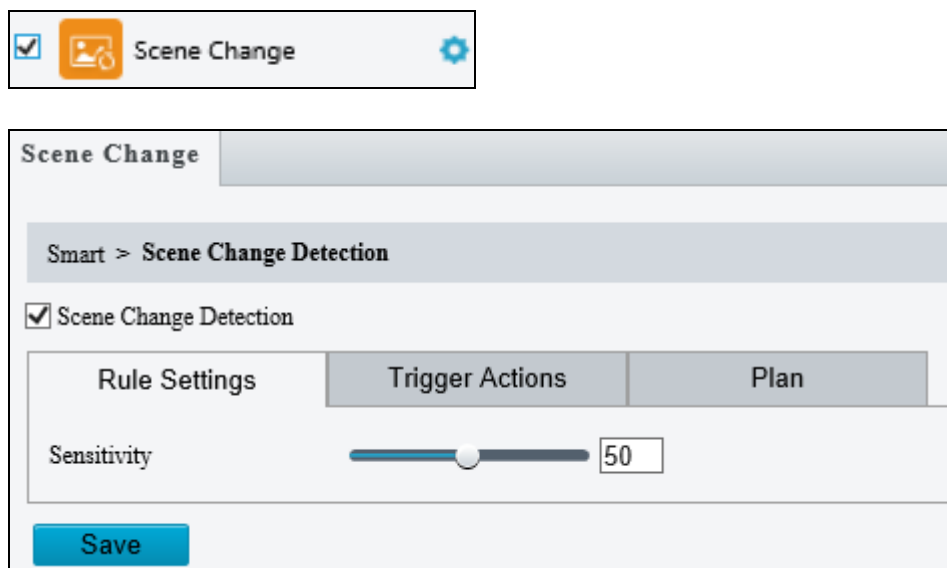 Scene Change
Scene Change
Smart > Scene Change Detection
Scene Change Detection
Rule Settings Trigger Actions Plan
Sensitivity 50
Save